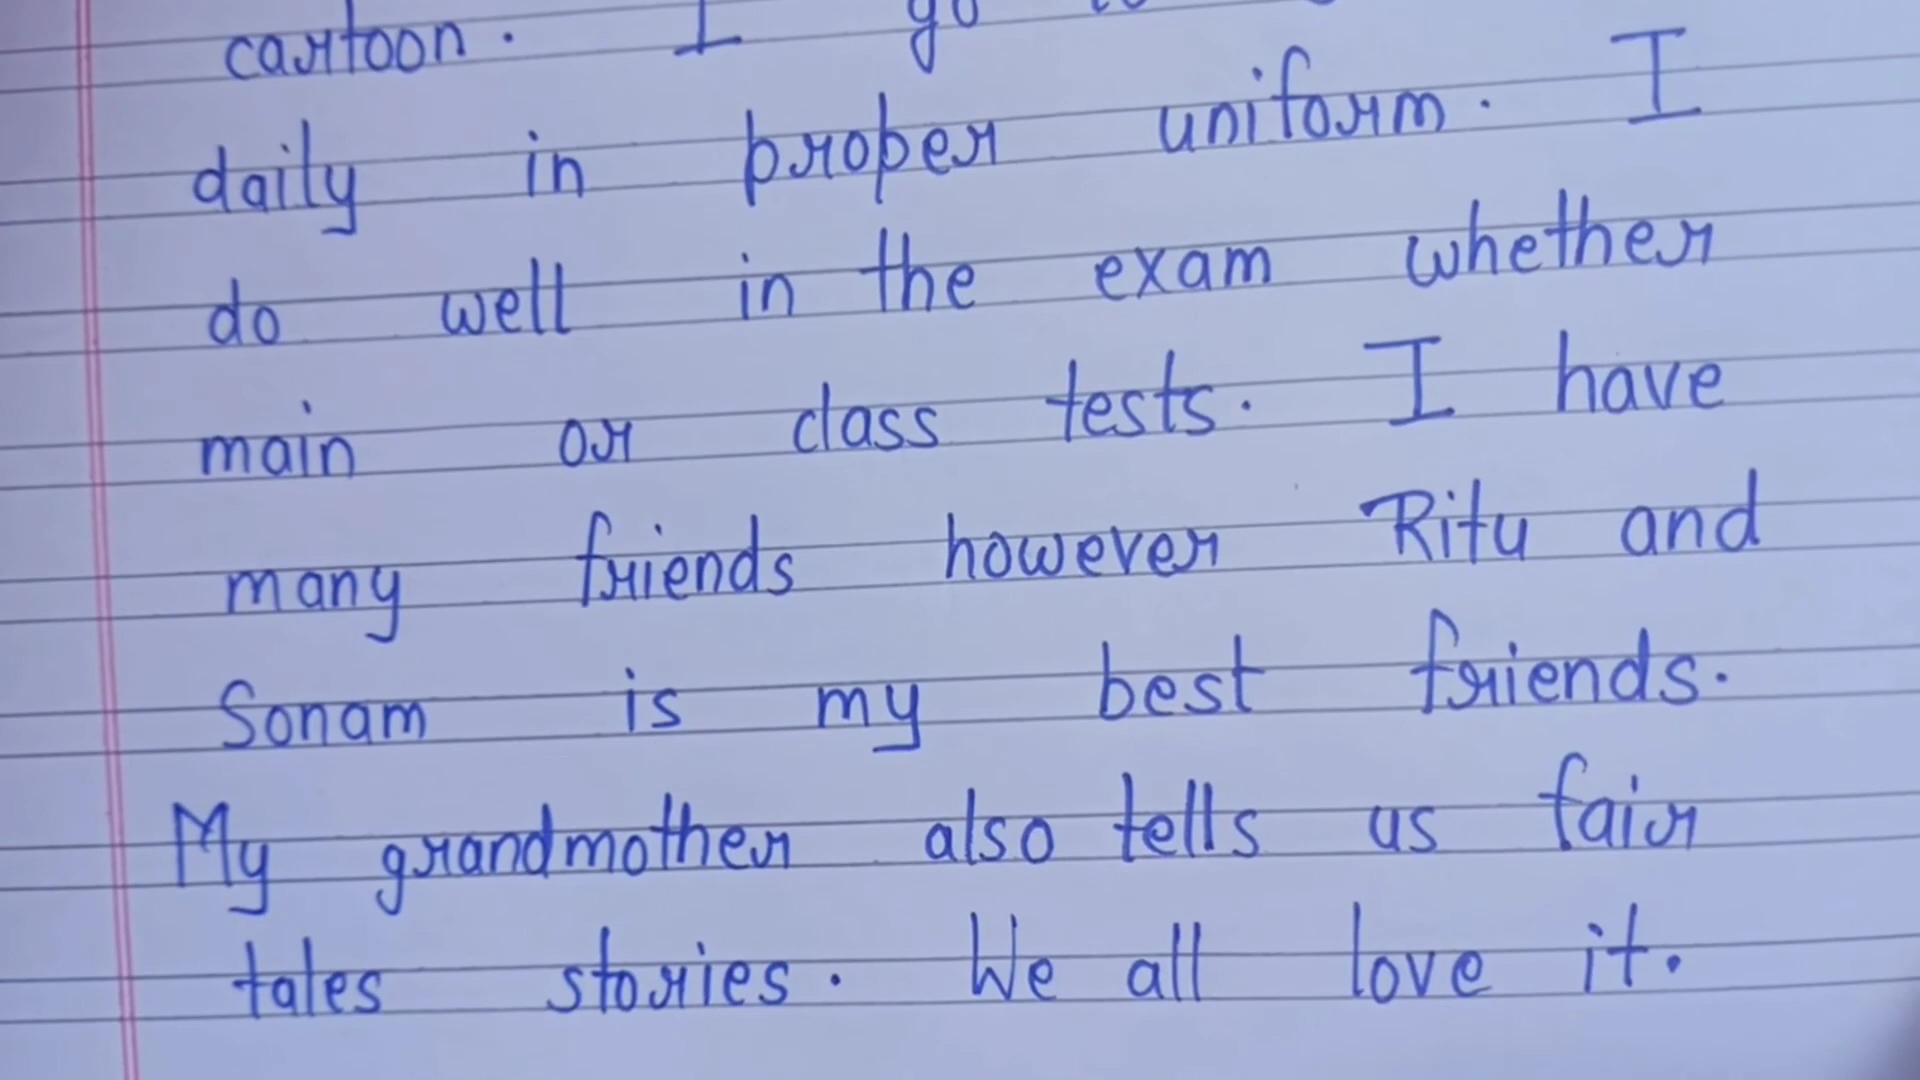 cartoon. I go to
daily in proper uniform. I
do well in the exam whether
main or class tests. I have
many friends however Ritu and
Sonam is my best friends.
My grandmother also tells us fair
tales stories. We all love it.